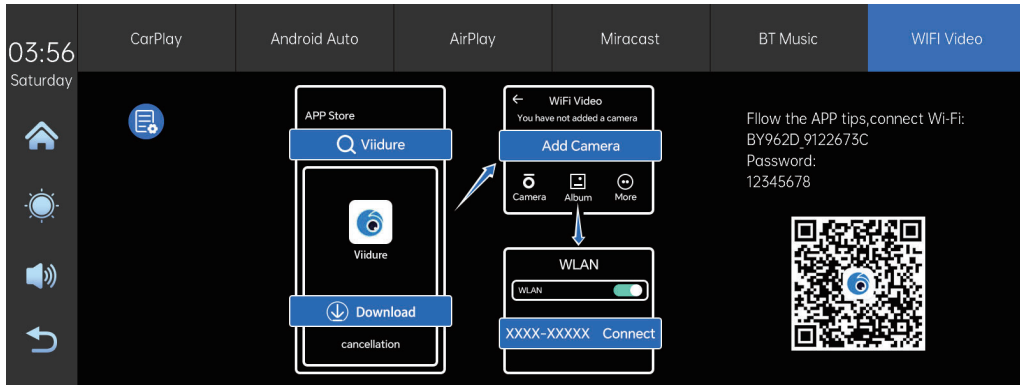 03:56
Saturday
CarPlay
Android Auto
AirPlay
Miracast
BT Music
WIFI Video
APP Store
Viidure
Viidure
Download
cancellation
WiFi Video
You have not added a camera
Add Camera
Camera
Album
More
WLAN
WLAN
XXXX-XXXXX Connect
Fllow the APP tips,connect Wi-Fi:
BY962D_9122673C
Password:
12345678